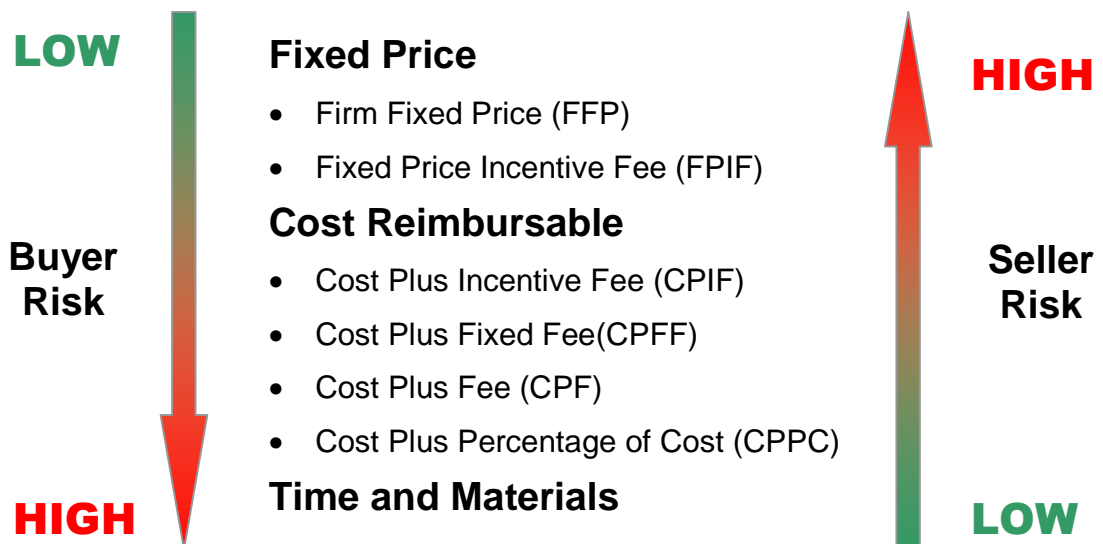 LOW
Buyer
Risk
HIGH
Fixed Price
• Firm Fixed Price (FFP)
• Fixed Price Incentive Fee (FPIF)
Cost Reimbursable
• Cost Plus Incentive Fee (CPIF)
• Cost Plus Fixed Fee(CPFF)
• Cost Plus Fee (CPF)
• Cost Plus Percentage of Cost (CPPC)
Time and Materials
HIGH
Seller
Risk
LOW